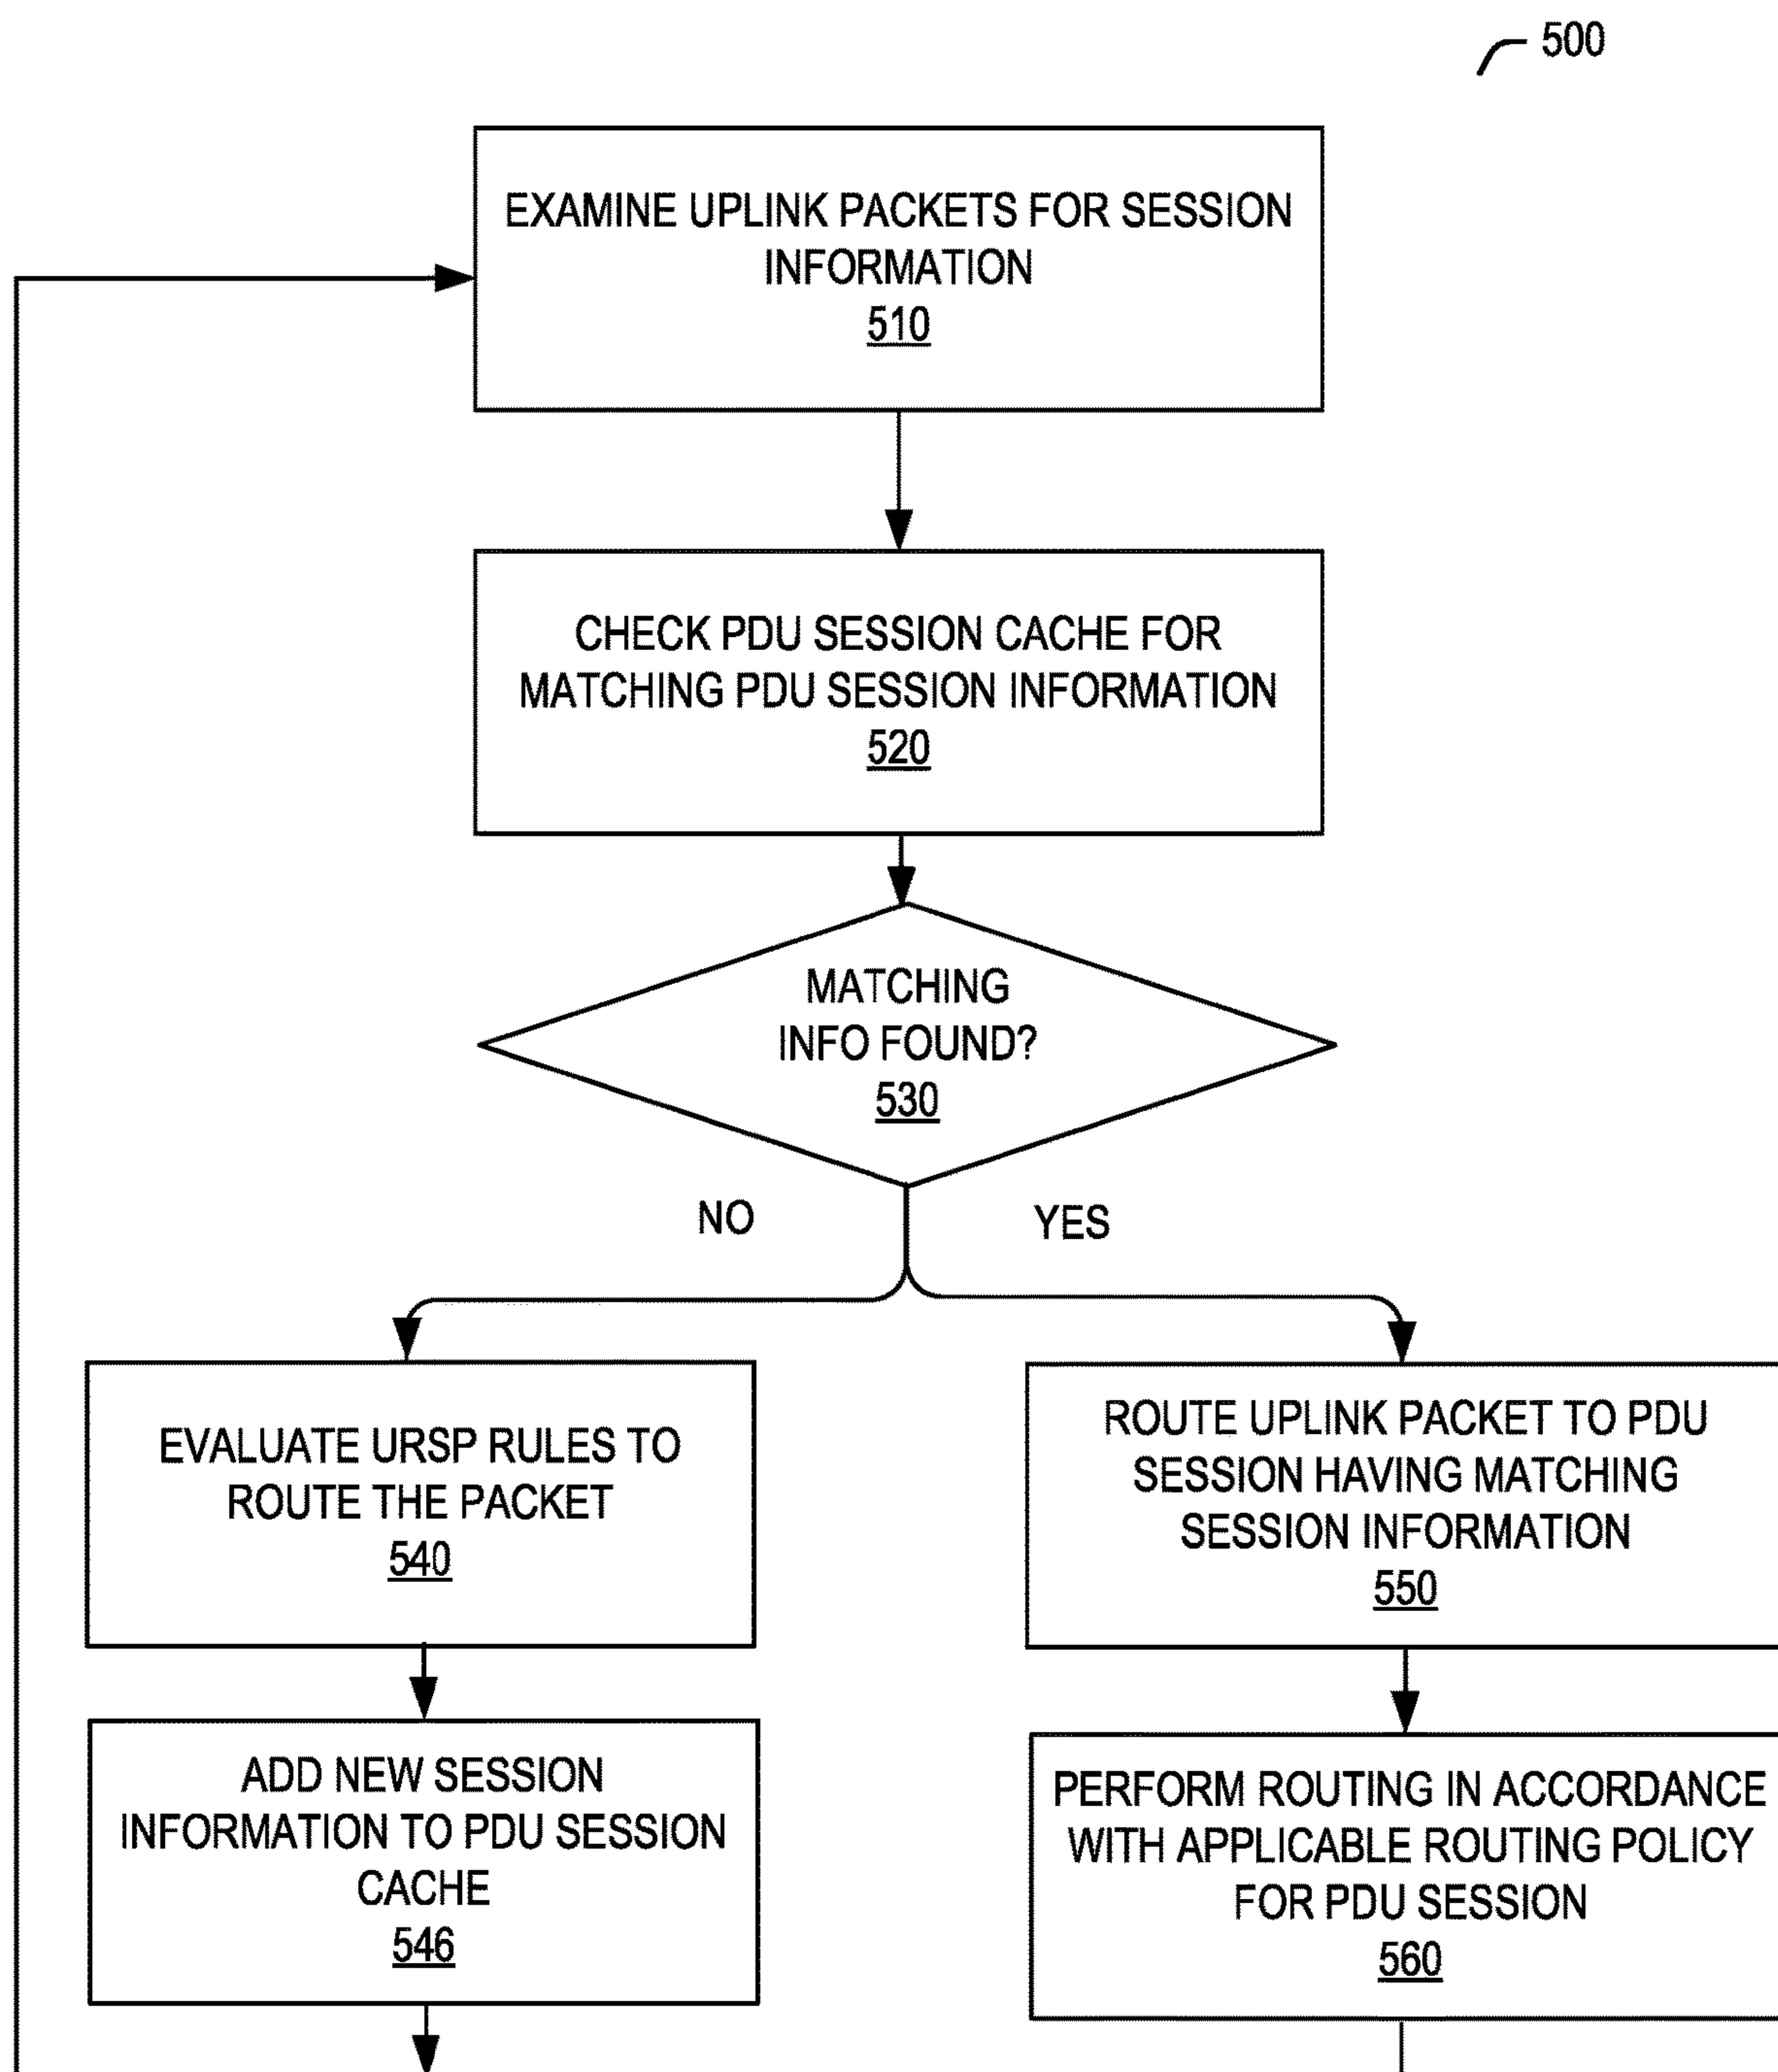 500
EXAMINE UPLINK PACKETS FOR SESSION
INFORMATION
510
CHECK PDU SESSION CACHE FOR
MATCHING PDU SESSION INFORMATION
520
MATCHING
INFO FOUND?
530
NO
YES
EVALUATE URSP RULES TO
ROUTE THE PACKET
540
ROUTE UPLINK PACKET TO PDU
SESSION HAVING MATCHING
SESSION INFORMATION
550
ADD NEW SESSION
INFORMATION TO PDU SESSION
CACHE
546
PERFORM ROUTING IN ACCORDANCE
WITH APPLICABLE ROUTING POLICY
FOR PDU SESSION
560